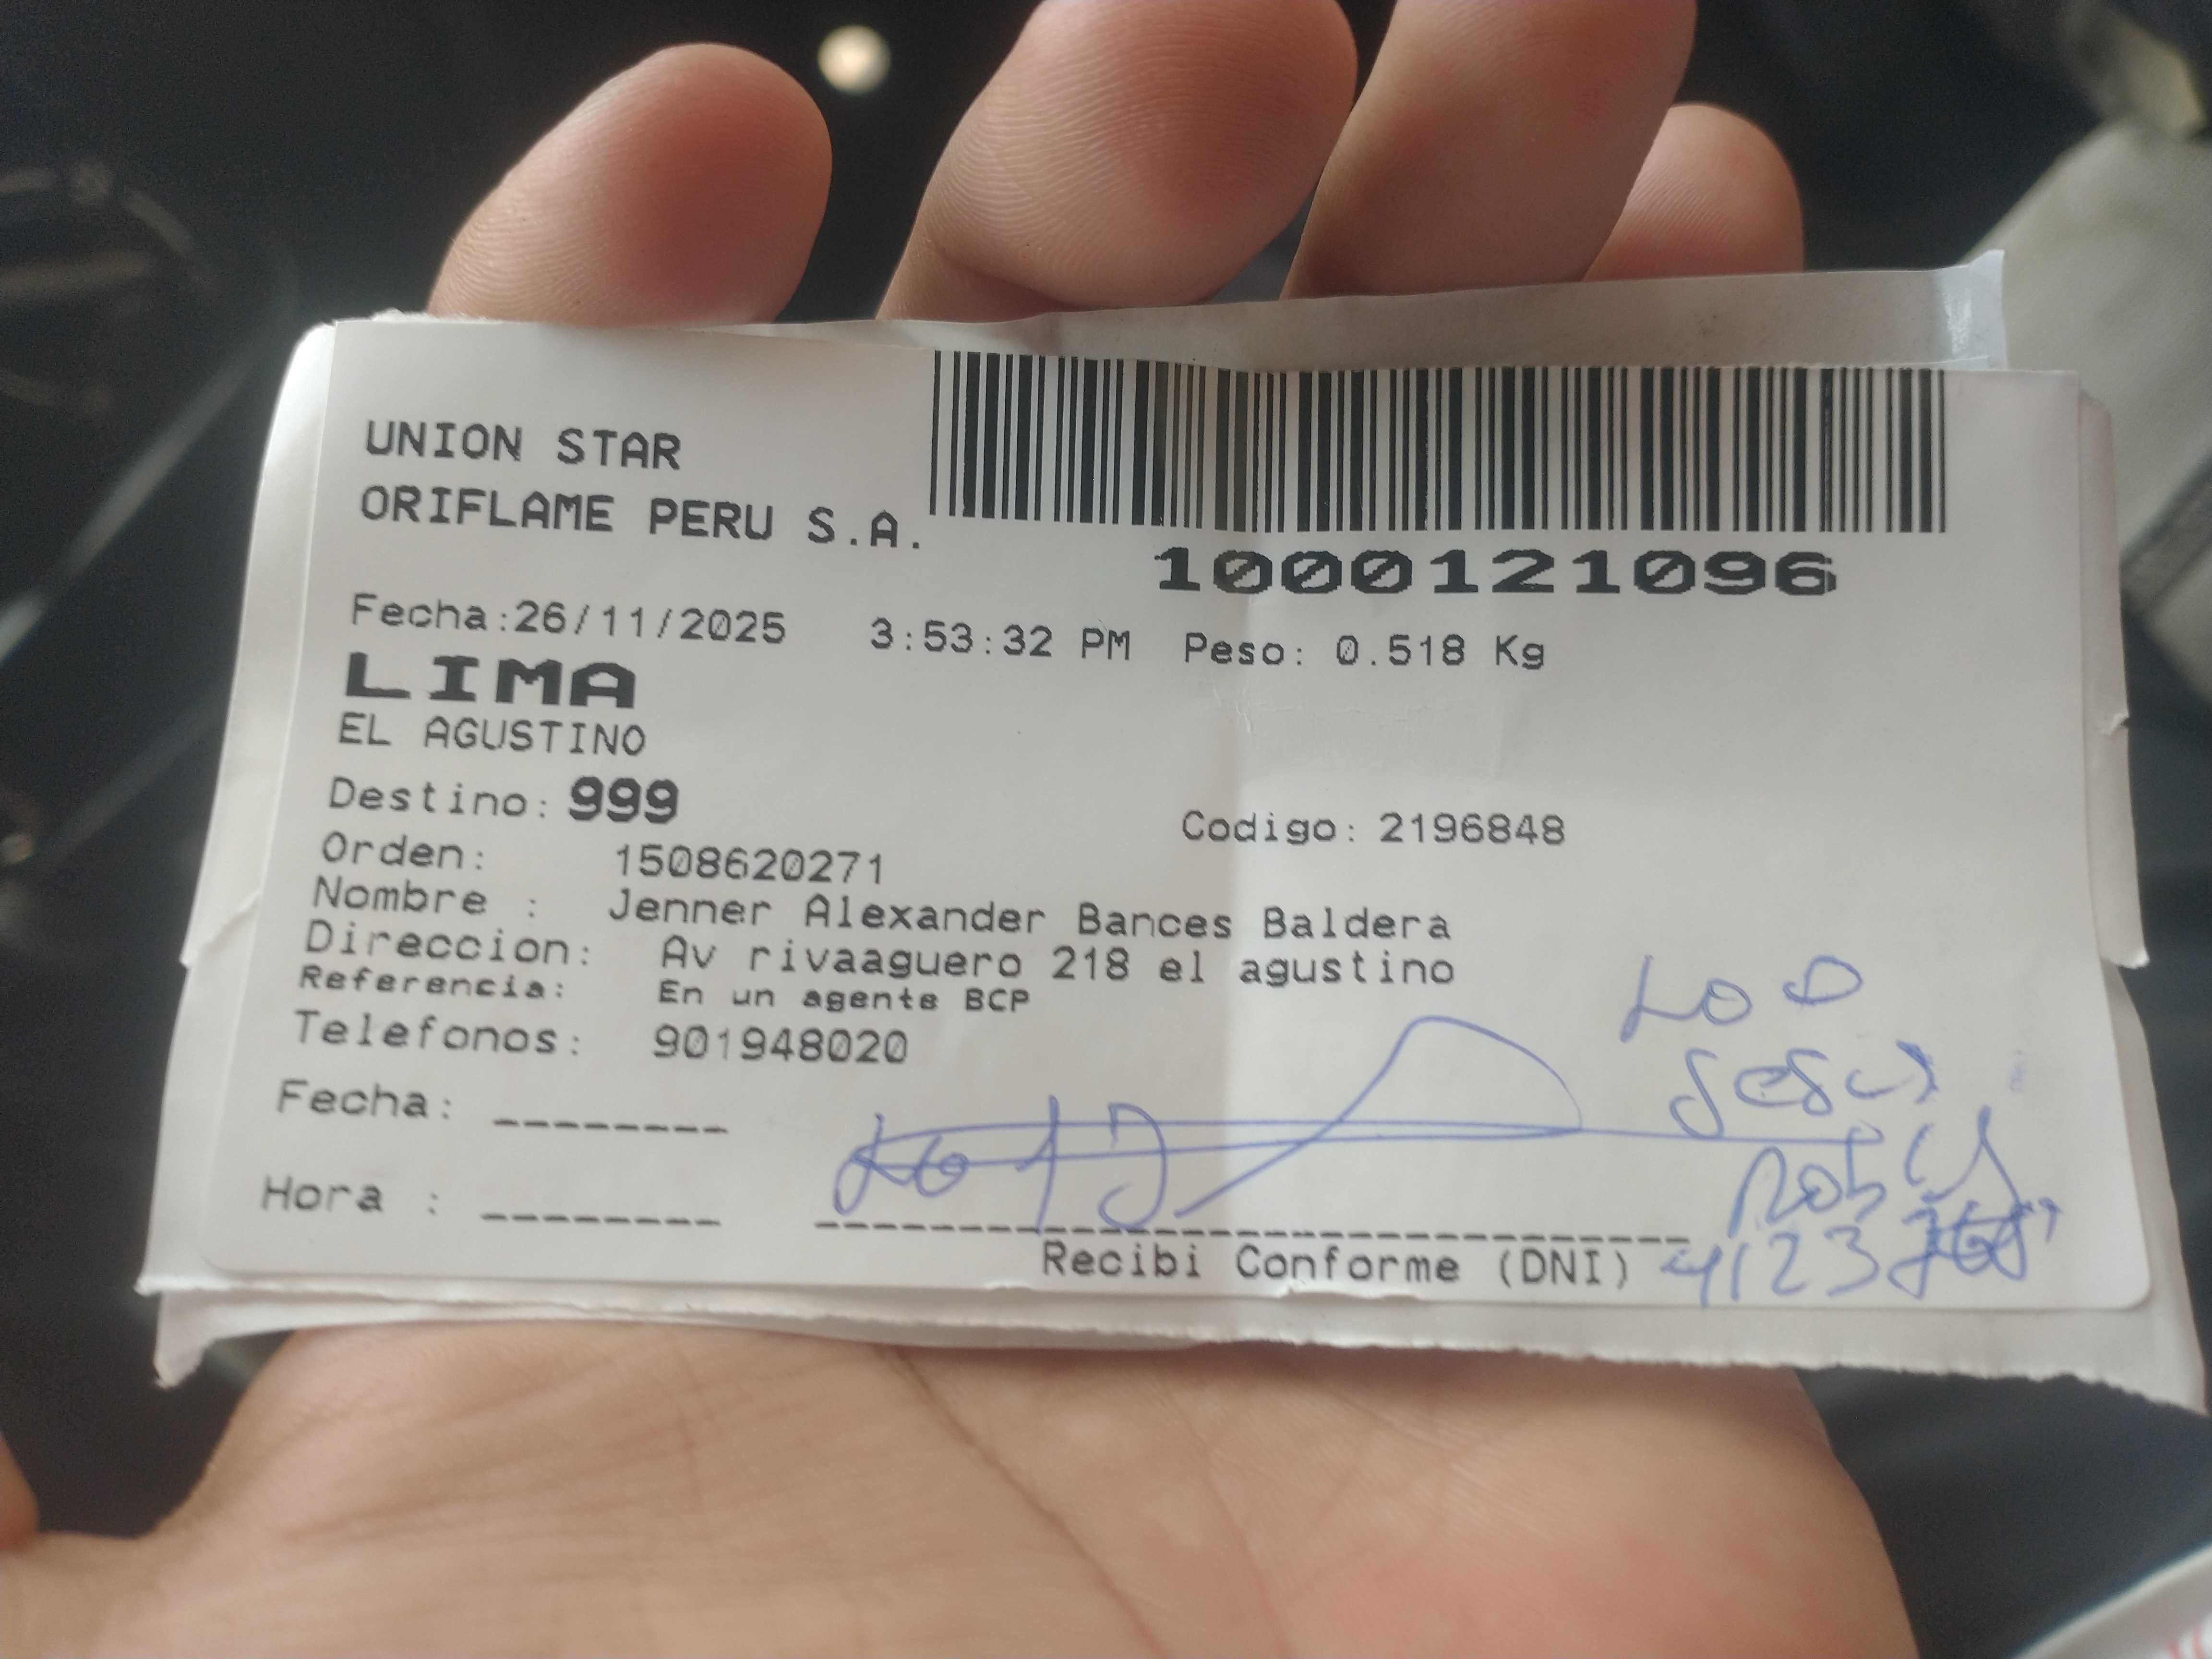 UNION STAR
ORIFLAME PERU S.A.
1000121096
Fecha:26/11/2025 3:53:32 PM Peso: 0.518 Kg
LIMA
EL AGUSTINO
Destino: 999
Codigo: 2196848
Orden: 1508620271
Nombre : Jenner Alexander Bances Baldera
Direccion: Av rivaaguero 218 el agustino
Referencia: En un agente BCP
Telefonos: 901948020
Fecha: --------
Hora : --------
Recibi Conforme (DNI)